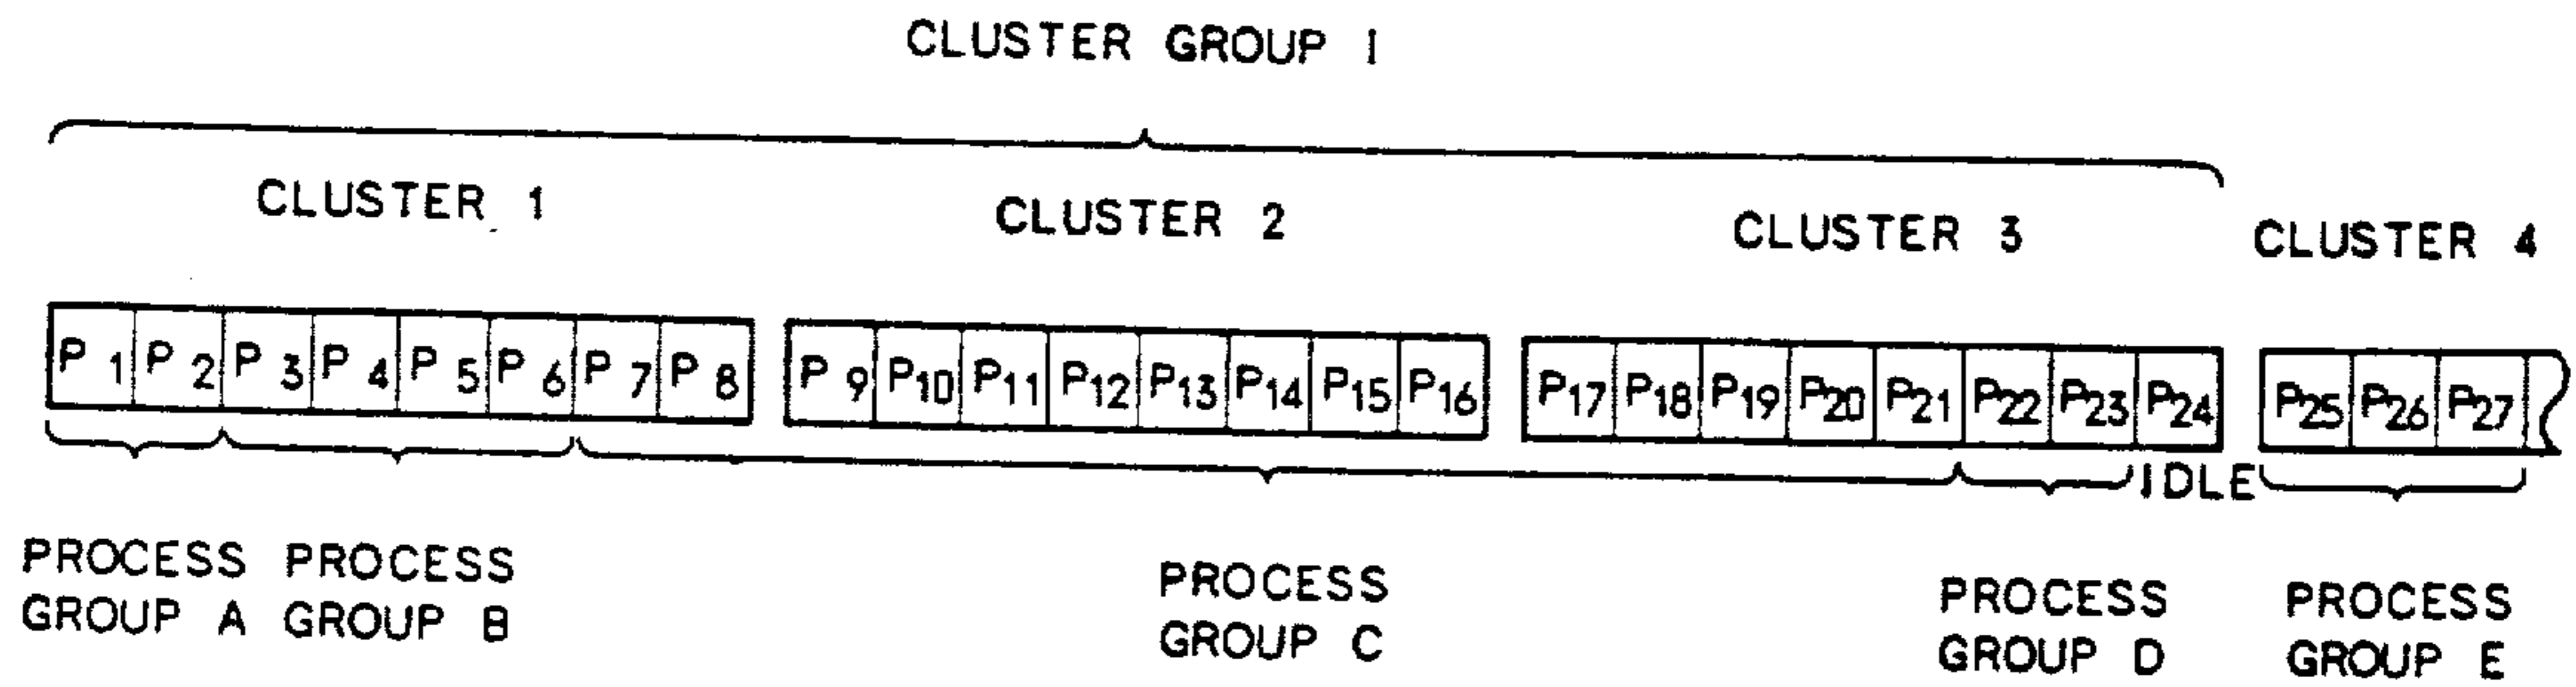 CLUSTER GROUP 1
CLUSTER 1 CLUSTER 2 CLUSTER 3 CLUSTER 4
P 1 P 2 P 3 P 4 P 5 P 6 P 7 P 8 P 9 P10 P11 P12 P13 P14 P15 P16 P17 P18 P19 P20 P21 P22 P23 P24 P25 P26 P27
IDLE
PROCESS PROCESS PROCESS PROCESS PROCESS
GROUP A GROUP B GROUP C GROUP D GROUP E